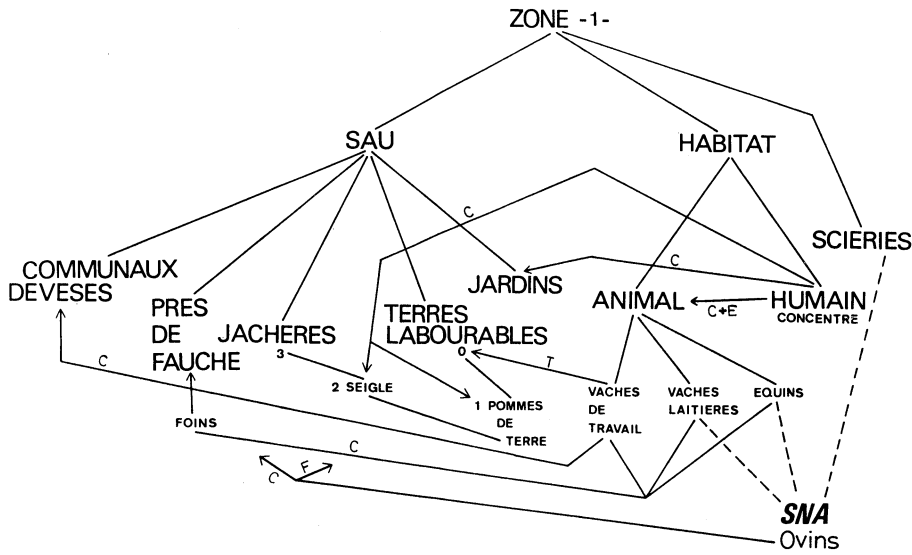 ZONE -1-
SAU
HABITAT
SCIERIES
COMMUNAUX
DEVESES
PRES
DE
FAUCHE
JACHERES
3
TERRES
LABOURABLES
0
JARDINS
ANIMAL
HUMAIN
CONCENTRE
C
C
C+E
C
T
2 SEIGLE
1 POMMES
DE
TERRE
VACHES
DE
TRAVAIL
VACHES
LAITIERES
EQUINS
FOINS
C
C
F
SNA
Ovins